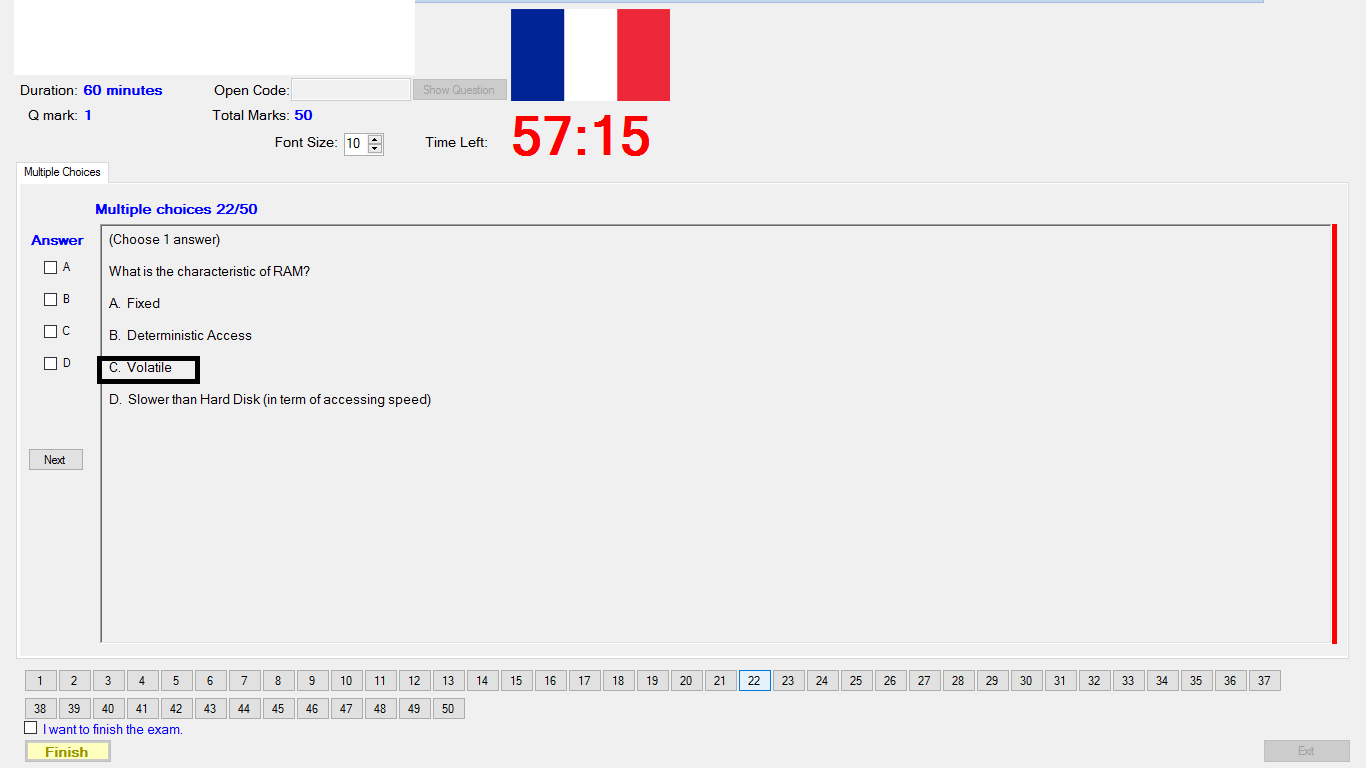 Duration: 60 minutes
Open Code:
Show Question
Q mark: 1
Total Marks: 50
Font Size: 10
Time Left: 57:15
Multiple Choices
Multiple choices 22/50
Answer
A
B
C
D
(Choose 1 answer)
What is the characteristic of RAM?
A. Fixed
B. Deterministic Access
C. Volatile
D. Slower than Hard Disk (in term of accessing speed)
Next
1 2 3 4 5 6 7 8 9 10 11 12 13 14 15 16 17 18 19 20 21 22 23 24 25 26 27 28 29 30 31 32 33 34 35 36 37
38 39 40 41 42 43 44 45 46 47 48 49 50
I want to finish the exam.
Finish
Exit